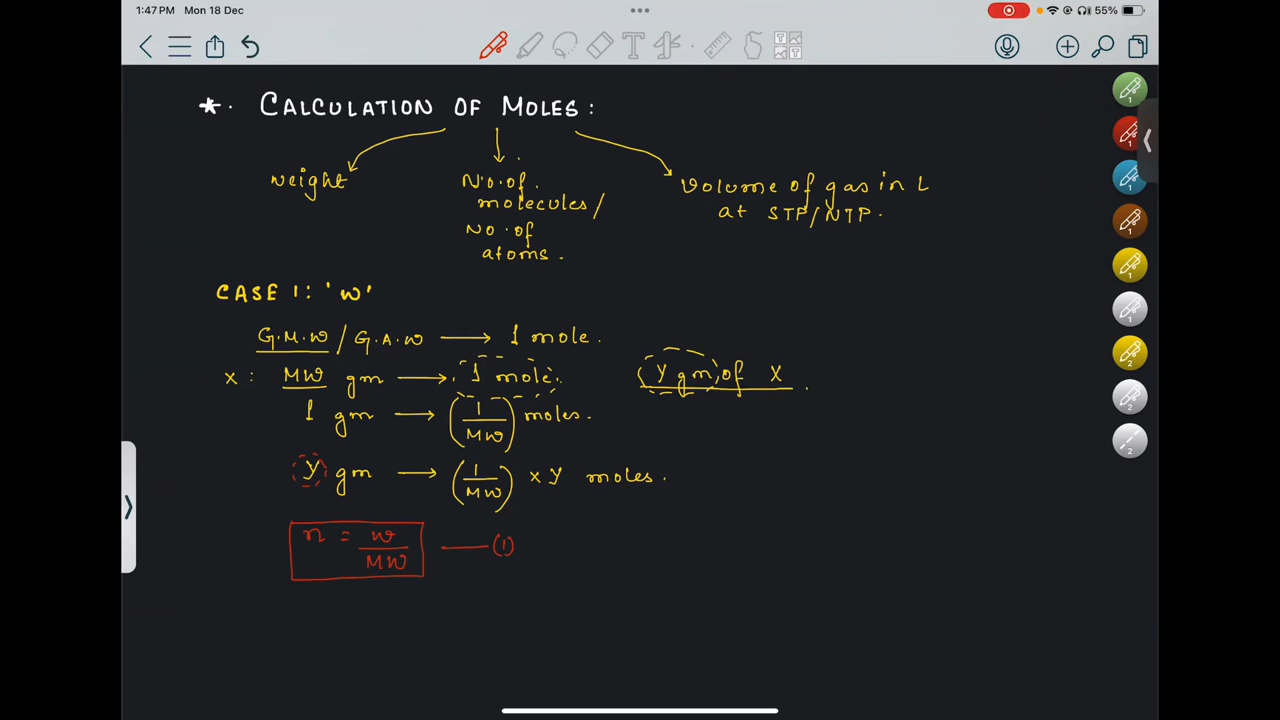 1:47 PM Mon 18 Dec
55%
*. CALCULATION OF MOLES:
weight
No. of.
molecules/
No. of
atoms.
Volume of gas in L
at STP/NTP.
CASE 1: 'W'
G.M.W / G.A.W → 1 mole.
X: MW gm → 1 mole.
Y gm of X.
1 gm → (1/MW) moles.
Y gm → (1/MW) x Y moles.
n = w/MW —— (1)